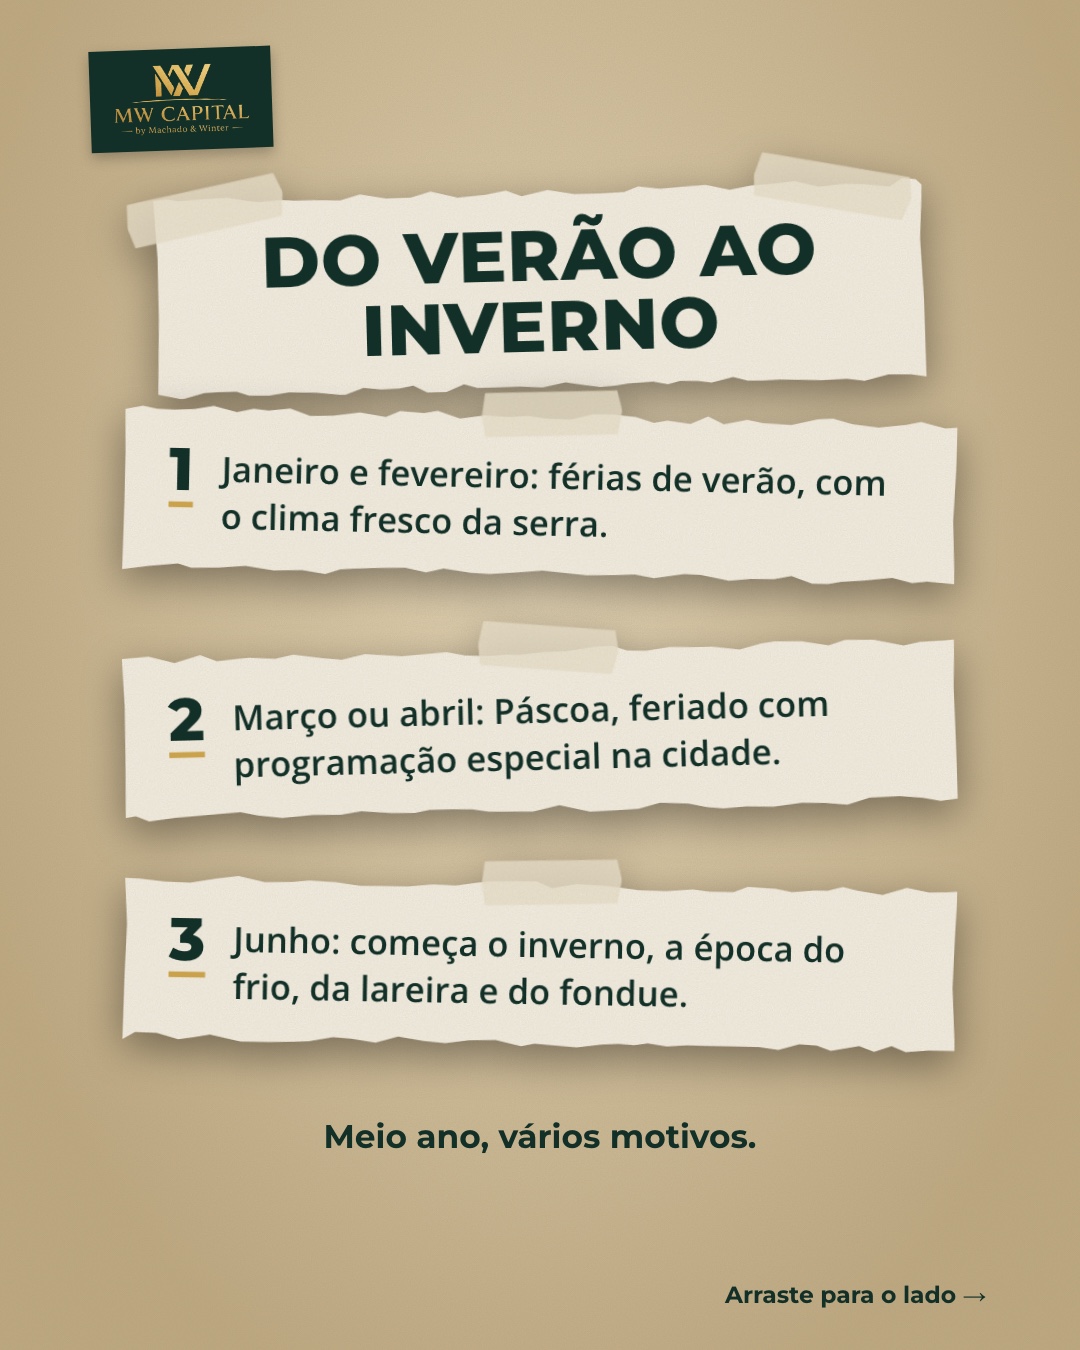 MW CAPITAL
by Machado & Winter
DO VERÃO AO
INVERNO
1
Janeiro e fevereiro: férias de verão, com
o clima fresco da serra.
2
Março ou abril: Páscoa, feriado com
programação especial na cidade.
3
Junho: começa o inverno, a época do
frio, da lareira e do fondue.
Meio ano, vários motivos.
Arraste para o lado →